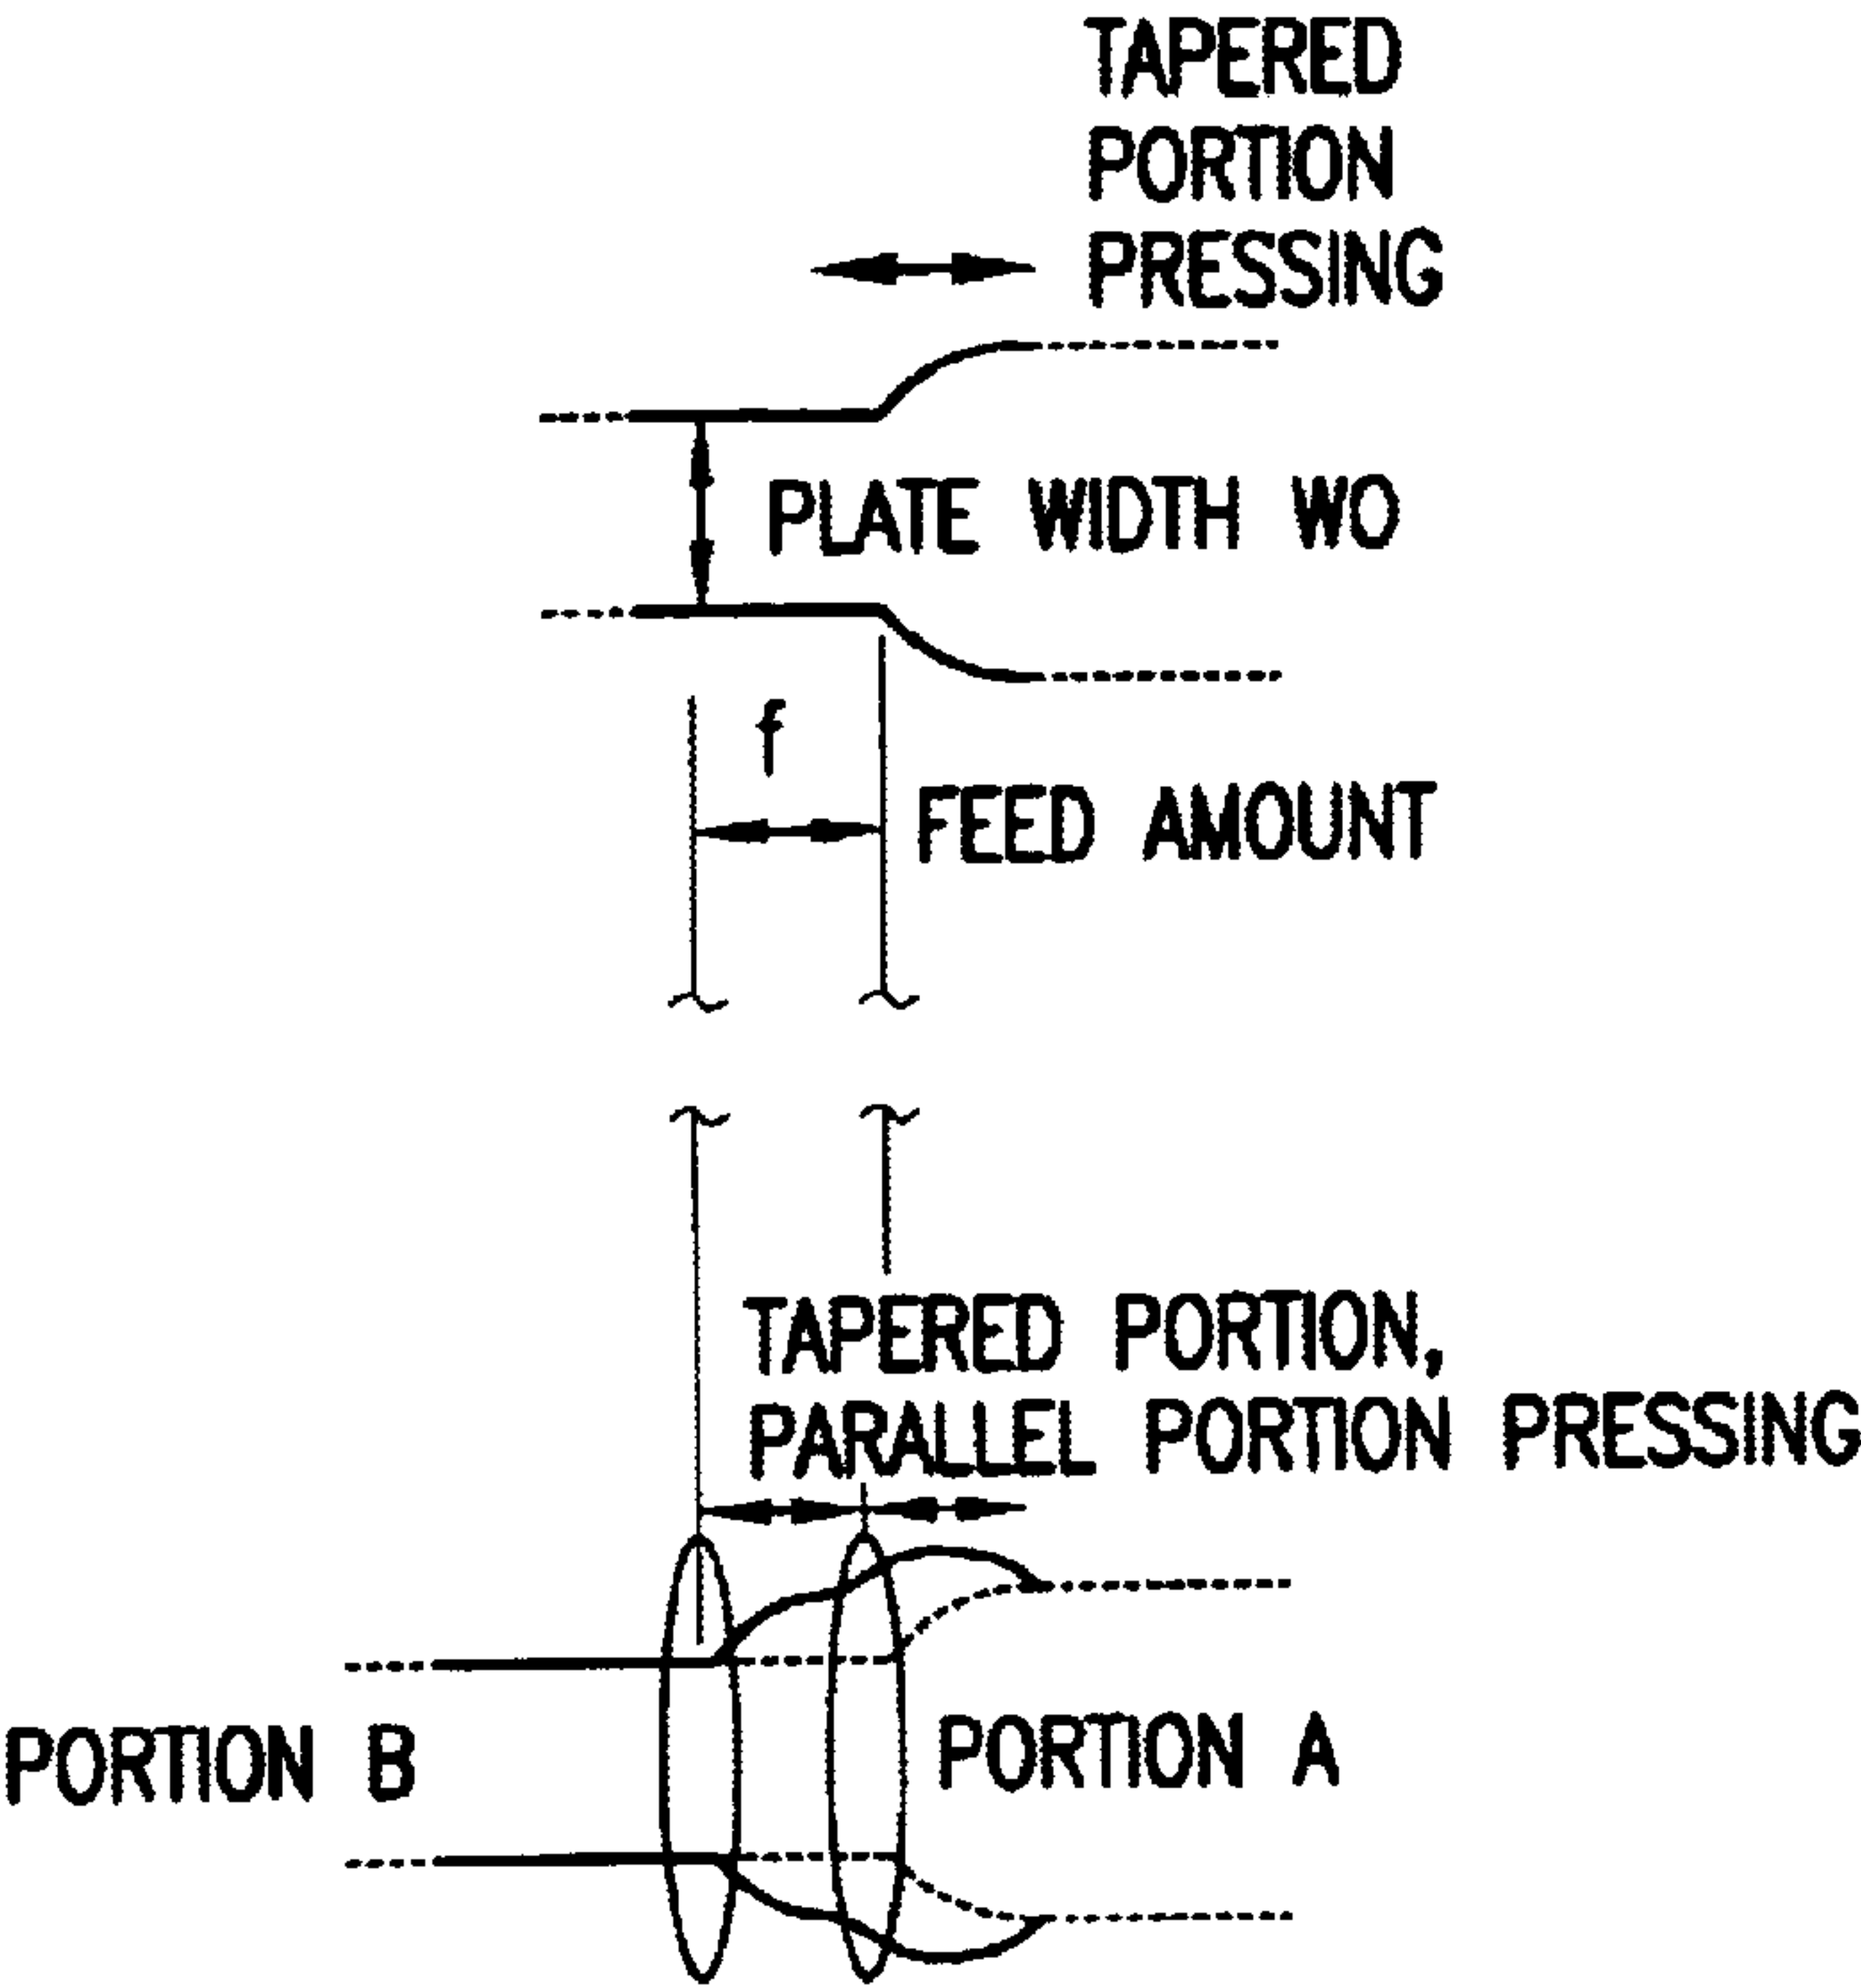 TAPERED
PORTION
PRESSING
PLATE WIDTH WO
f
FEED AMOUNT
TAPERED PORTION,
PARALLEL PORTION PRESSING
PORTION B
PORTION A